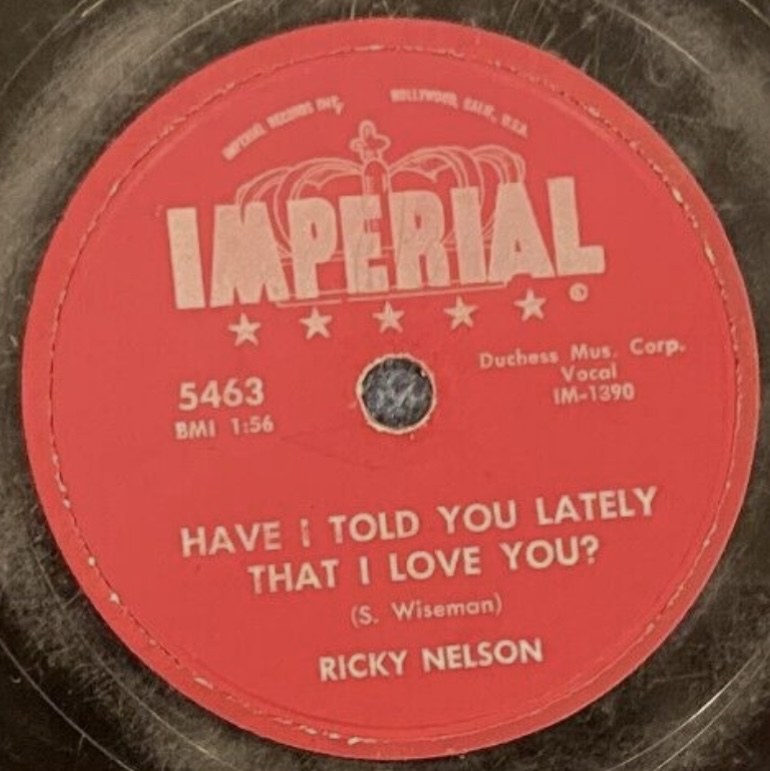 IMPERIAL RECORDS INC. HOLLYWOOD, CALIF., U.S.A.
IMPERIAL
5463
BMI 1:56
Duchess Mus. Corp.
Vocal
IM-1390
HAVE I TOLD YOU LATELY
THAT I LOVE YOU?
(S. Wiseman)
RICKY NELSON